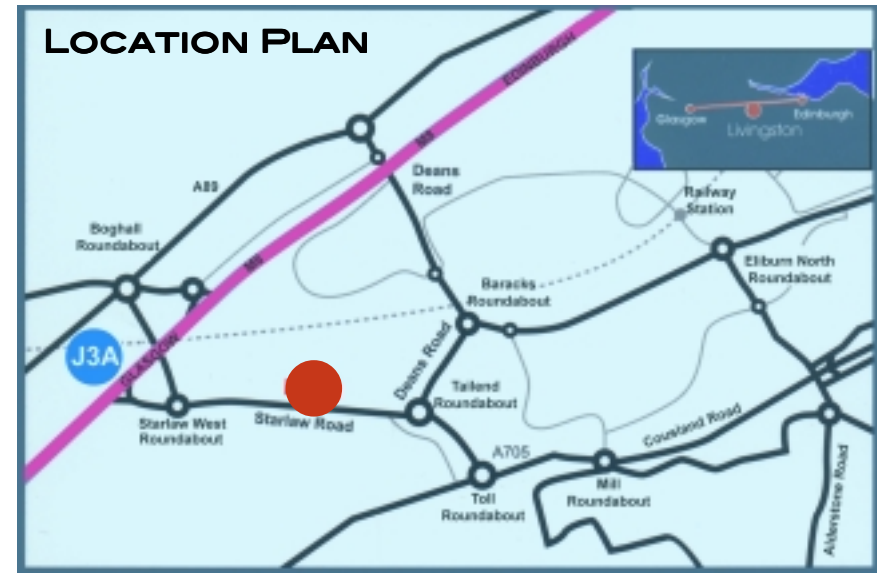 LOCATION PLAN
EDINBURGH
M8
Glasgow
Edinburgh
Livingston
A89
Deans
Road
Railway
Station
Boghall
Roundabout
M8
Eliburn North
Roundabout
Baracks
Roundabout
J3A
GLASGOW
Deans Road
Tailend
Roundabout
Starlaw West
Roundabout
Starlaw Road
Cousland Road
A705
Mill
Roundabout
Toll
Roundabout
Alderstone Road